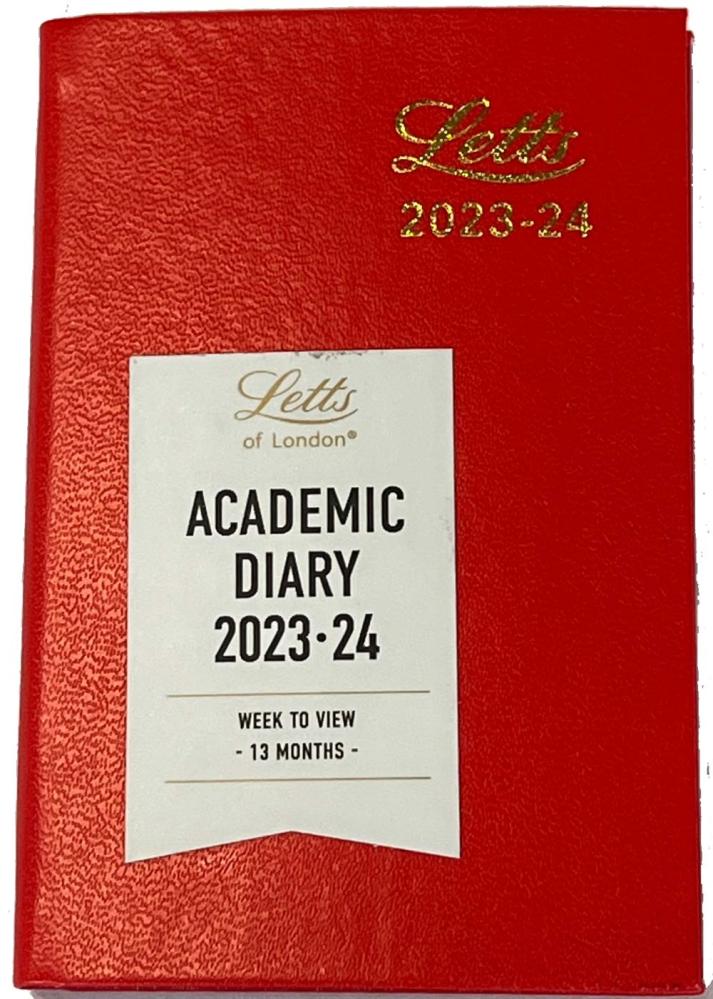 Letts
2023-24
Letts
of London®
ACADEMIC
DIARY
2023·24
WEEK TO VIEW
- 13 MONTHS -